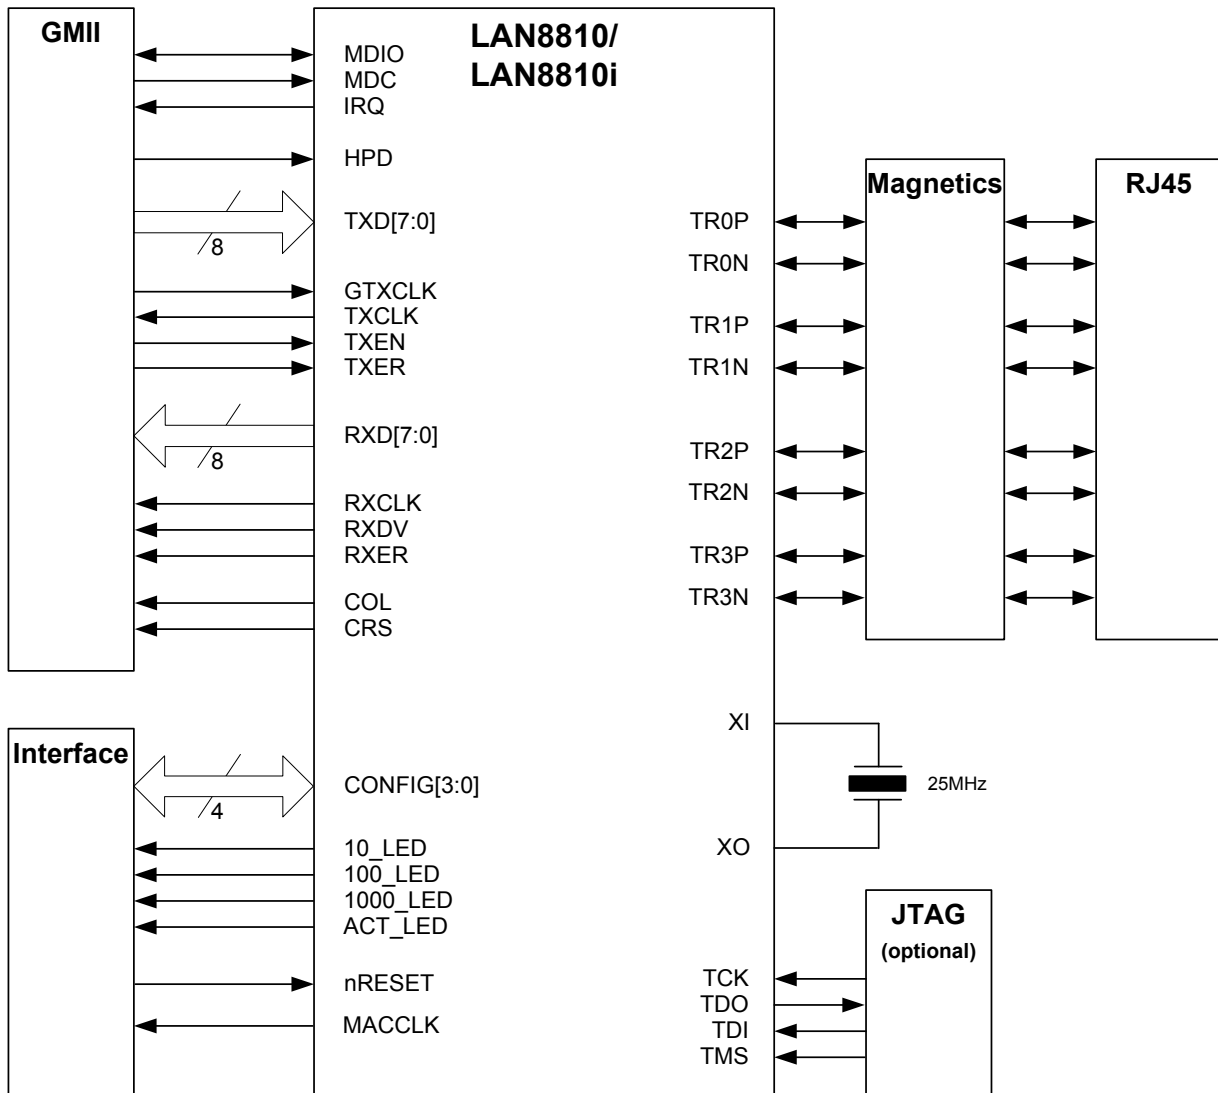 GMII
LAN8810/
LAN8810i
MDIO
MDC
IRQ
HPD
TXD[7:0]
8
GTXCLK
TXCLK
TXEN
TXER
RXD[7:0]
8
RXCLK
RXDV
RXER
COL
CRS
Magnetics
RJ45
TR0P
TR0N
TR1P
TR1N
TR2P
TR2N
TR3P
TR3N
Interface
CONFIG[3:0]
4
10_LED
100_LED
1000_LED
ACT_LED
nRESET
MACCLK
XI
25MHz
XO
JTAG
(optional)
TCK
TDO
TDI
TMS